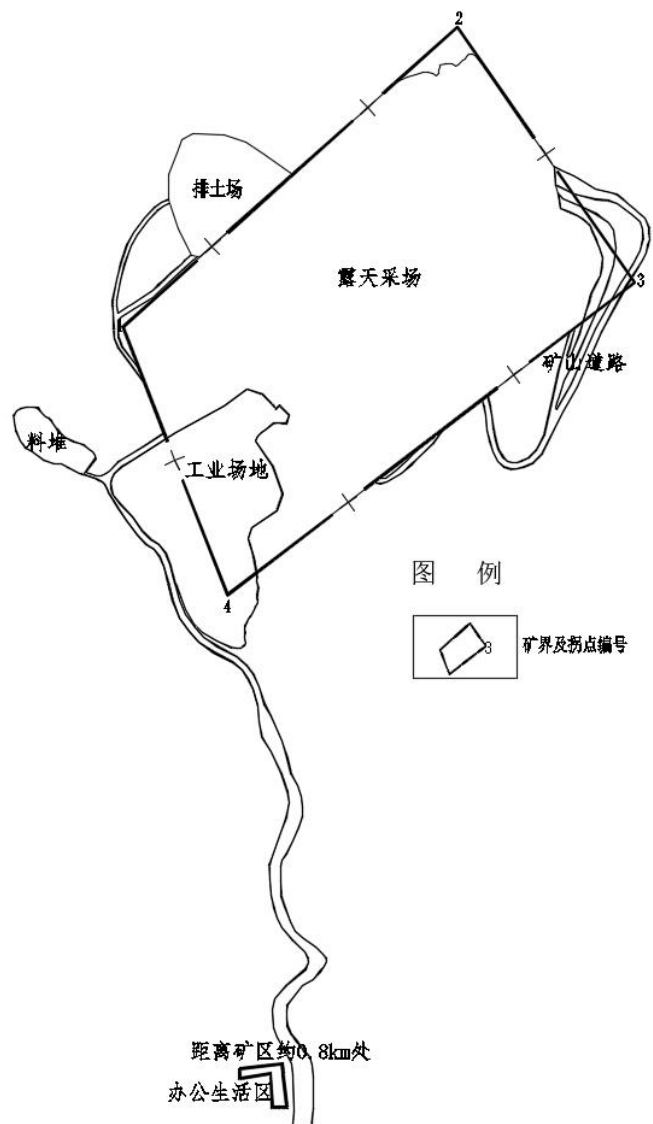 2
排土场
露天采场
3
1
矿山道路
料堆
工业场地
图 例
4
3
矿界及拐点编号
距离矿区约0.8km处
办公生活区